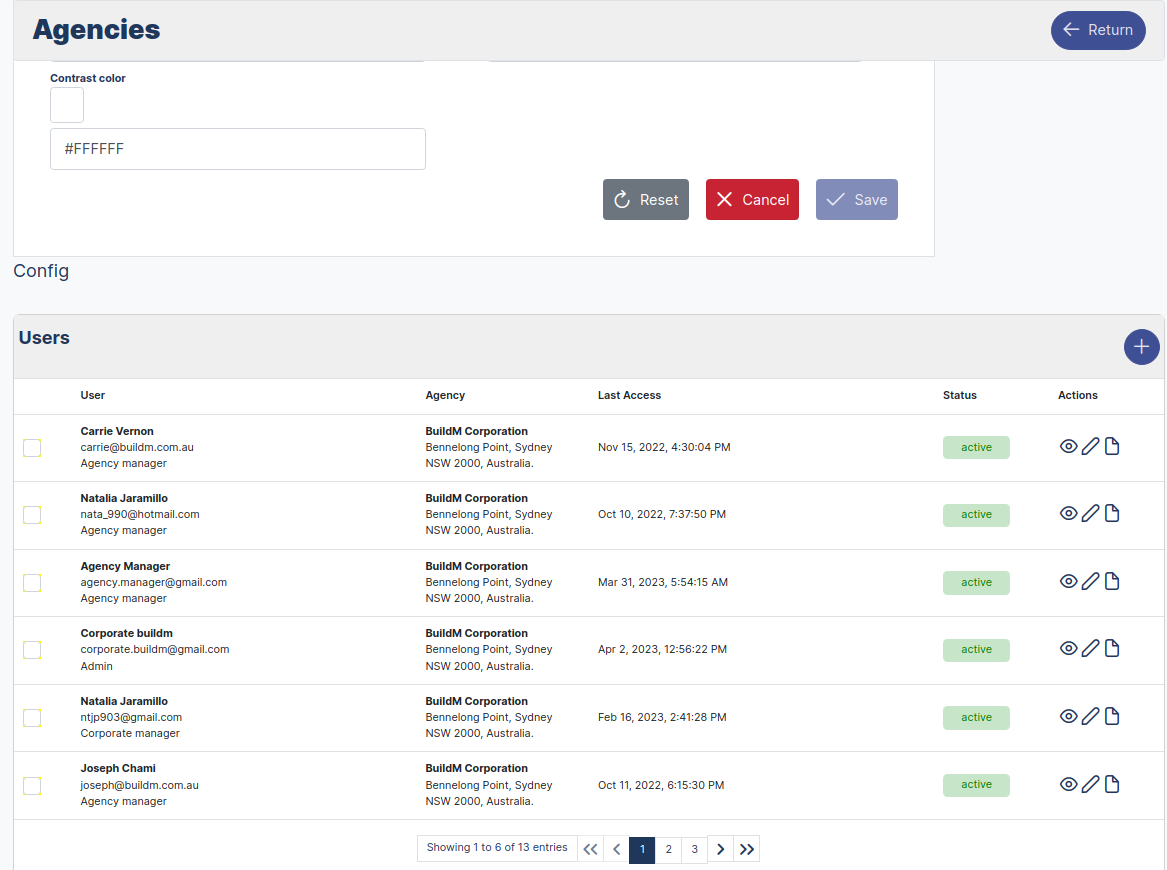 Agencies
Return
Contrast color
#FFFFFF
Reset Cancel Save
Config
Users
User Agency Last Access Status Actions
Carrie Vernon BuildM Corporation
carrie@buildm.com.au Bennelong Point, Sydney Nov 15, 2022, 4:30:04 PM active
Agency manager NSW 2000, Australia.
Natalia Jaramillo BuildM Corporation
nata_990@hotmail.com Bennelong Point, Sydney Oct 10, 2022, 7:37:50 PM active
Agency manager NSW 2000, Australia.
Agency Manager BuildM Corporation
agency.manager@gmail.com Bennelong Point, Sydney Mar 31, 2023, 5:54:15 AM active
Agency manager NSW 2000, Australia.
Corporate buildm BuildM Corporation
corporate.buildm@gmail.com Bennelong Point, Sydney Apr 2, 2023, 12:56:22 PM active
Admin NSW 2000, Australia.
Natalia Jaramillo BuildM Corporation
ntjp903@gmail.com Bennelong Point, Sydney Feb 16, 2023, 2:41:28 PM active
Corporate manager NSW 2000, Australia.
Joseph Chami BuildM Corporation
joseph@buildm.com.au Bennelong Point, Sydney Oct 11, 2022, 6:15:30 PM active
Agency manager NSW 2000, Australia.
Showing 1 to 6 of 13 entries 1 2 3